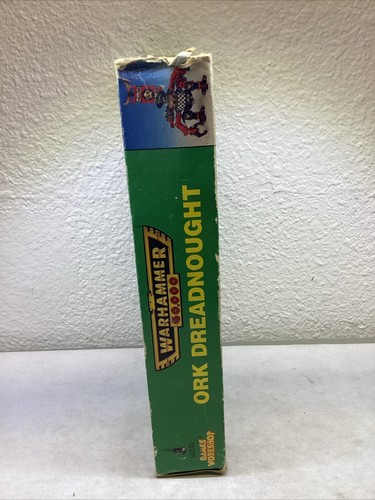 WARHAMMER
40,000
ORK DREADNOUGHT
GAMES
WORKSHOP